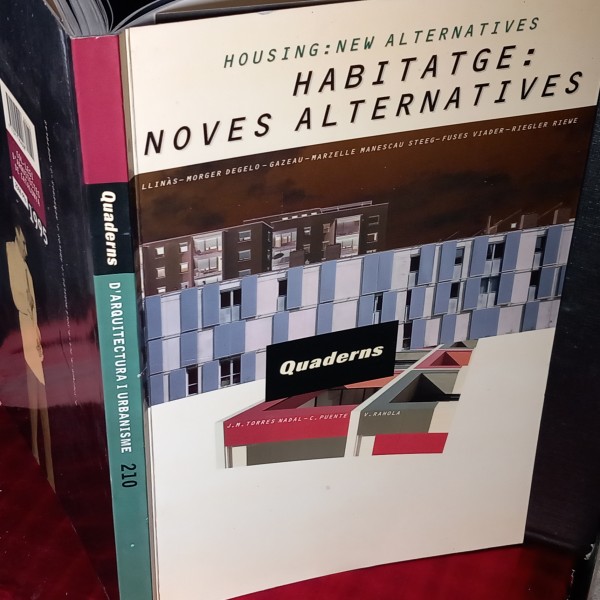 HOUSING:NEW ALTERNATIVES
HABITATGE:
NOVES ALTERNATIVES
LLINÀS-MORGER DEGELO-GAZEAU-MARZELLE MANESCAU STEEG-FUSES VIADER-RIEGLER RIEWE
Quaderns
J.M.TORRES NADAL-C.PUENTE
V.RAHOLA
Quaderns
D'ARQUITECTURA I URBANISME 210
1995